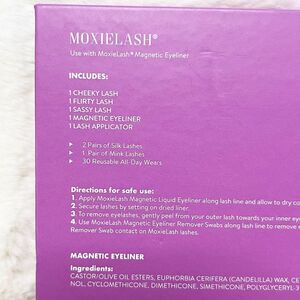 MOXIELASH®
Use with MoxieLash® Magnetic Eyeliner
INCLUDES:
1 CHEEKY LASH
1 FLIRTY LASH
1 SASSY LASH
1 MAGNETIC EYELINER
1 LASH APPLICATOR
► 2 Pairs of Silk Lashes
► 1 Pair of Mink Lashes
► 30 Reusable All-Day Wears
Directions for safe use:
1. Apply MoxieLash Magnetic Liquid Eyeliner along lash line and allow to dry co
2. Secure lashes by setting on dried liner.
3. To remove eyelashes, gently peel from your outer lash towards your inner eye
4. Use MoxieLash Magnetic Eyeliner Remover Swabs along lash line to remove
Remover Swab contact on MoxieLash lashes.
MAGNETIC EYELINER
Ingredients:
CASTOR/OLIVE OIL ESTERS, EUPHORBIA CERIFERA (CANDELILLA) WAX, CE
NOL, CYCLOMETHICONE, DIMETHICONE, SIMETHICONE, POLYGLYCERYL-3